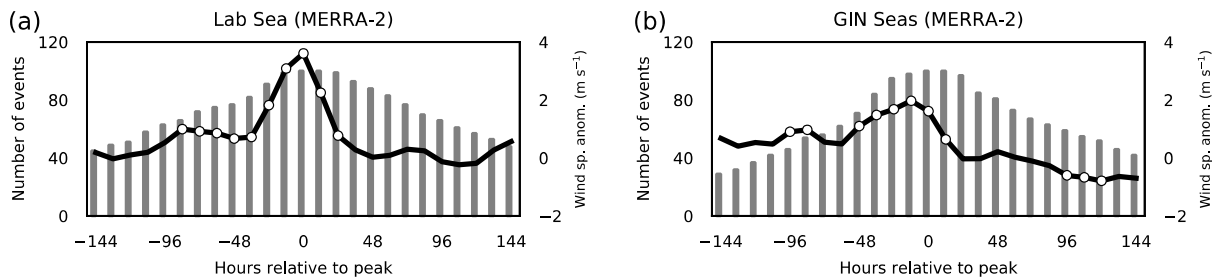 (a)
Lab Sea (MERRA-2)
120
80
40
0
Number of events
4
2
0
−2
Wind sp. anom. (m s⁻¹)
−144 −96 −48 0 48 96 144
Hours relative to peak
(b)
GIN Seas (MERRA-2)
120
80
40
0
Number of events
4
2
0
−2
Wind sp. anom. (m s⁻¹)
−144 −96 −48 0 48 96 144
Hours relative to peak